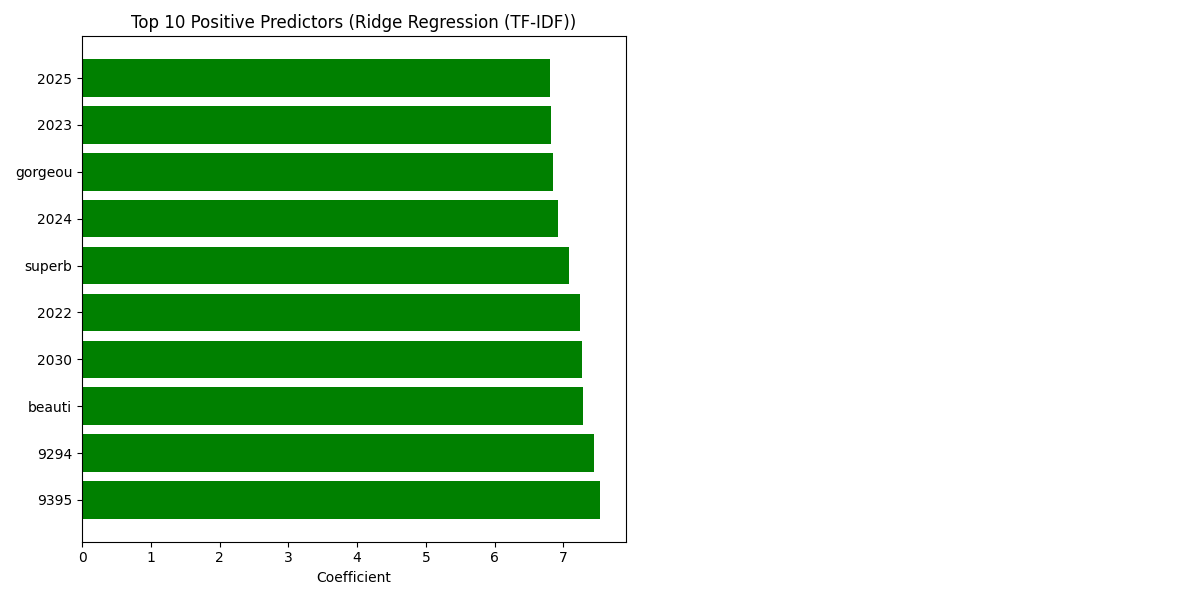 Top 10 Positive Predictors (Ridge Regression (TF-IDF))
2025
2023
gorgeou
2024
superb
2022
2030
beauti
9294
9395
0 1 2 3 4 5 6 7
Coefficient